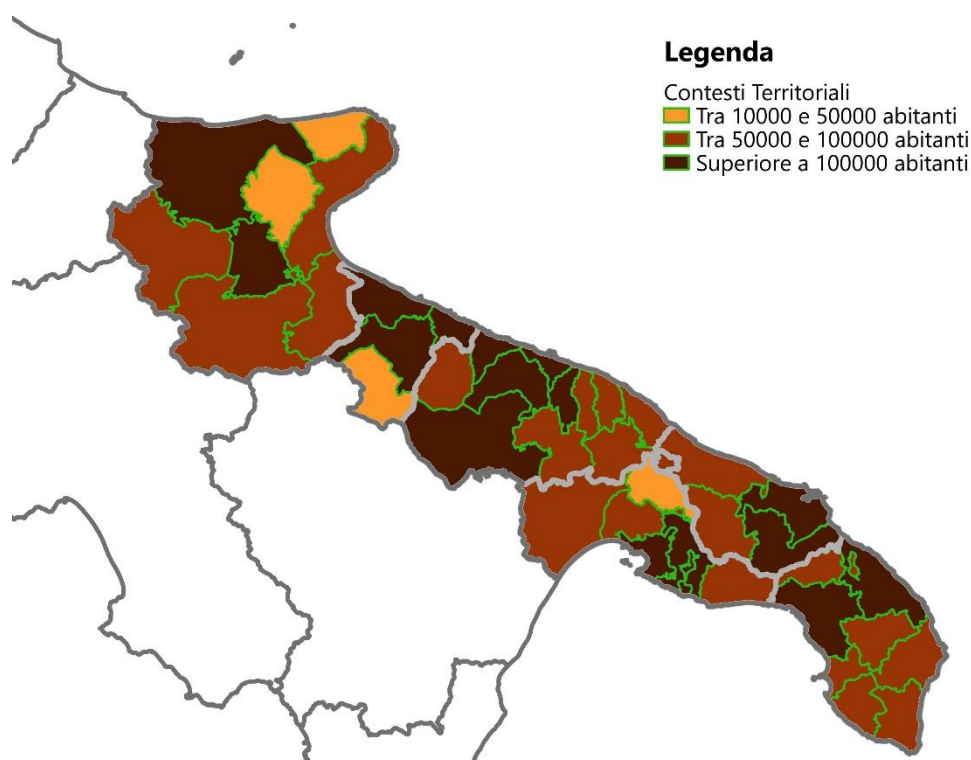 Legenda
Contesti Territoriali
Tra 10000 e 50000 abitanti
Tra 50000 e 100000 abitanti
Superiore a 100000 abitanti